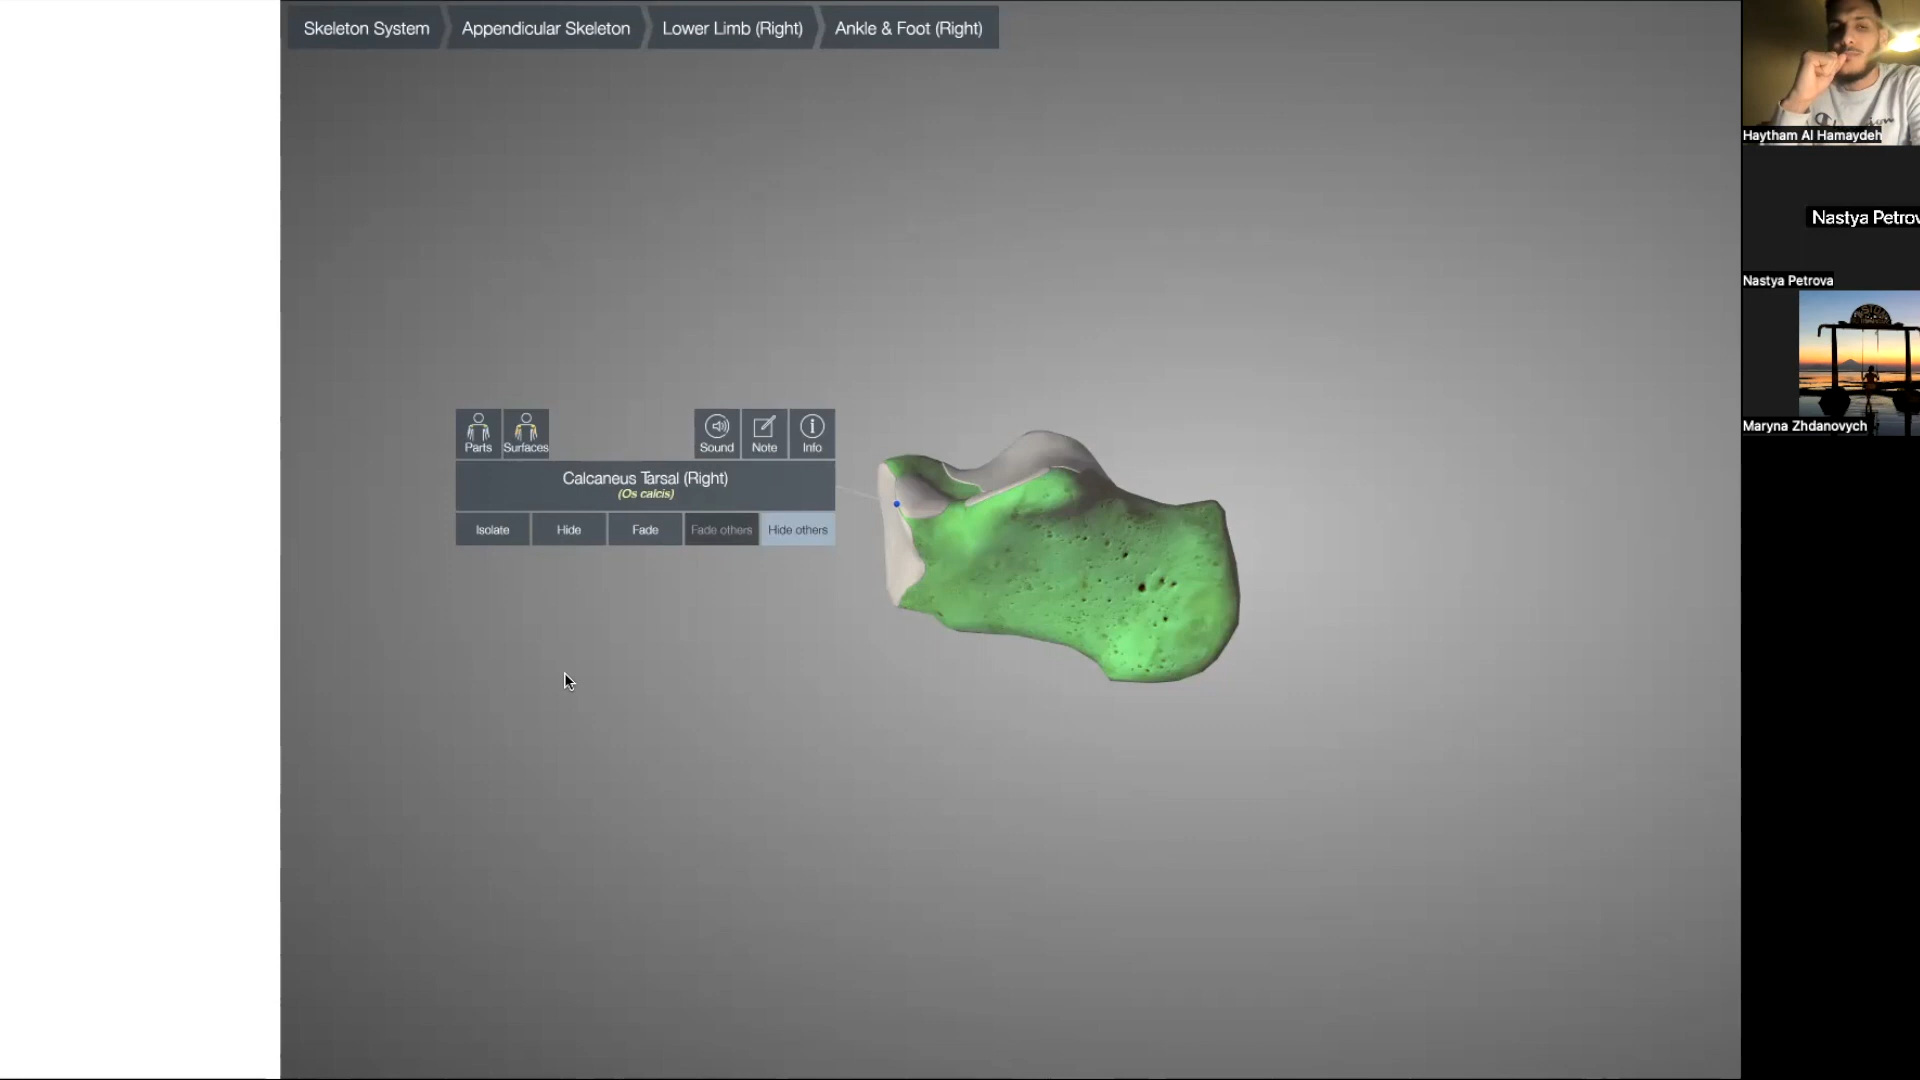 Skeleton System
Appendicular Skeleton
Lower Limb (Right)
Ankle & Foot (Right)
Haytham Al Hamaydeh
Nastya Petrov
Nastya Petrova
Maryna Zhdanovych
Parts
Surfaces
Sound
Note
Info
Calcaneus Tarsal (Right)
(Os calcis)
Isolate
Hide
Fade
Fade others
Hide others